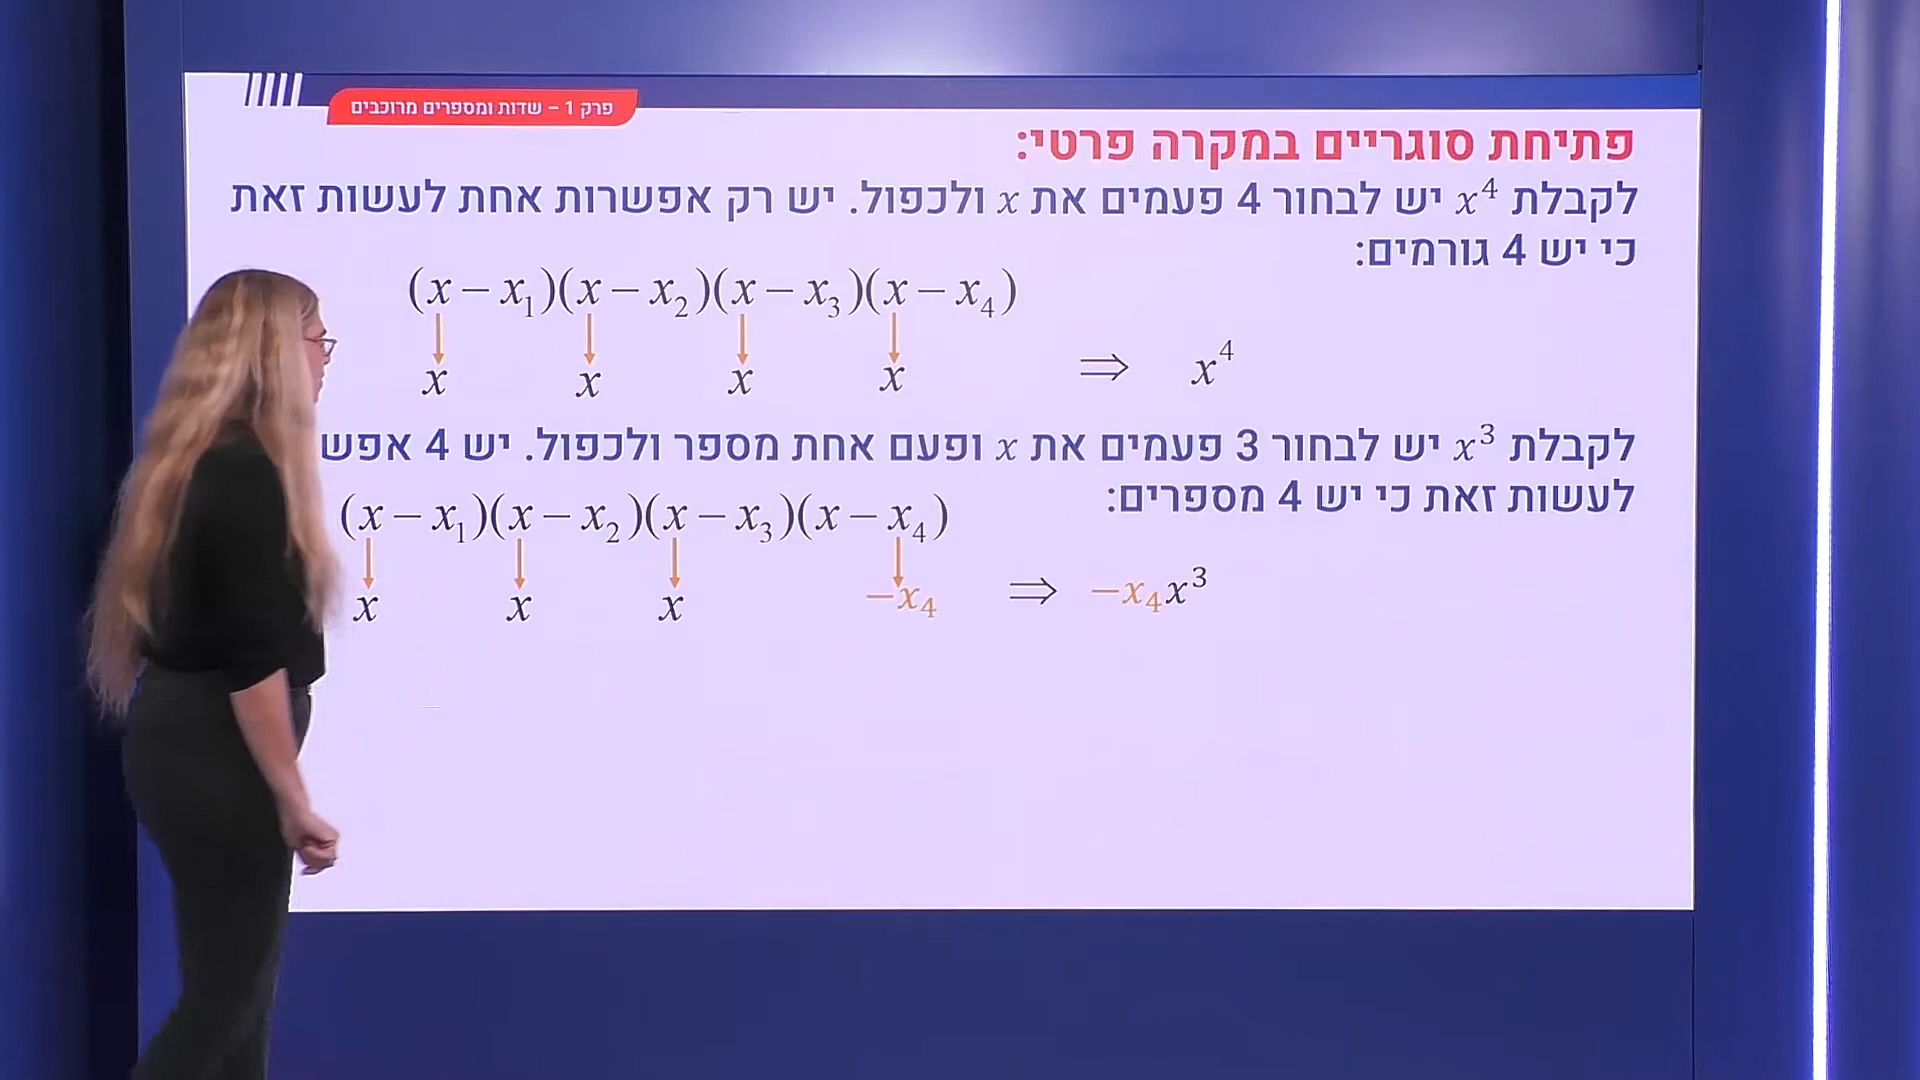 פרק 1 – שדות ומספרים מרוכבים
פתיחת סוגריים במקרה פרטי:
לקבלת x⁴ יש לבחור 4 פעמים את x ולכפול. יש רק אפשרות אחת לעשות זאת
כי יש 4 גורמים:
(x − x₁)(x − x₂)(x − x₃)(x − x₄)
x x x x ⇒ x⁴
לקבלת x³ יש לבחור 3 פעמים את x ופעם אחת מספר ולכפול. יש 4
לעשות זאת כי יש 4 מספרים:
(x − x₁)(x − x₂)(x − x₃)(x − x₄)
x x x −x₄ ⇒ −x₄x³